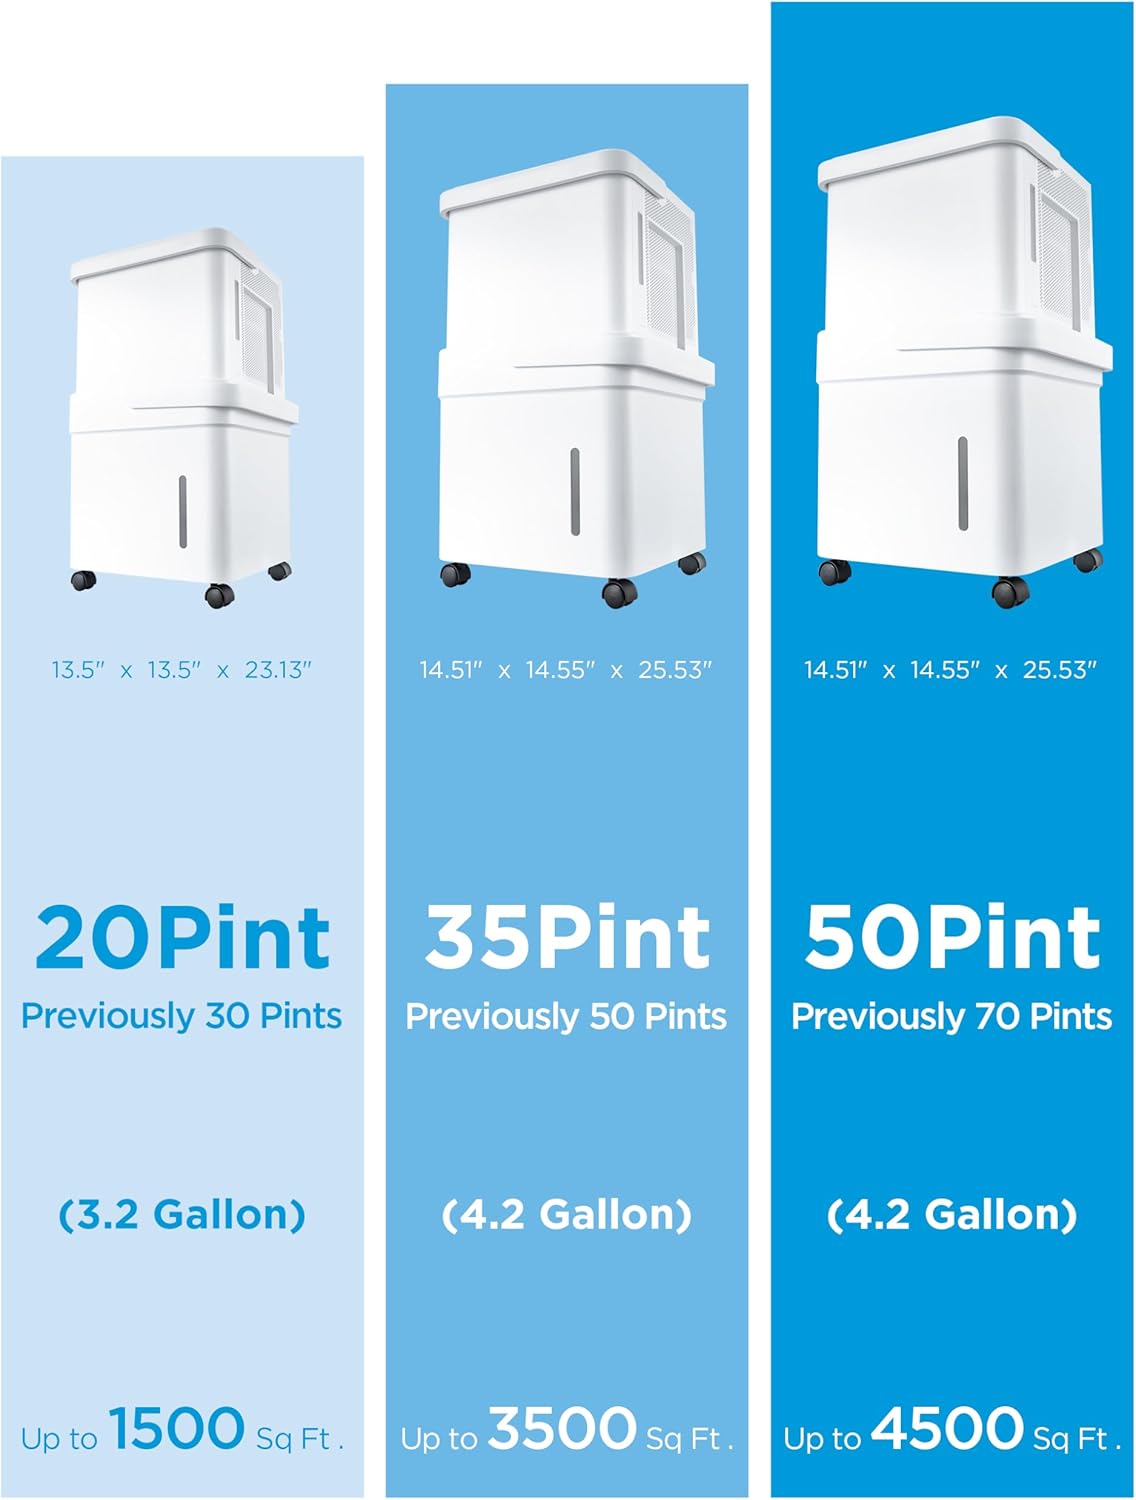 13.5" x 13.5" x 23.13"
20Pint
Previously 30 Pints
(3.2 Gallon)
Up to 1500 Sq Ft .
14.51" x 14.55" x 25.53"
35Pint
Previously 50 Pints
(4.2 Gallon)
Up to 3500 Sq Ft .
14.51" x 14.55" x 25.53"
50Pint
Previously 70 Pints
(4.2 Gallon)
Up to 4500 Sq Ft .